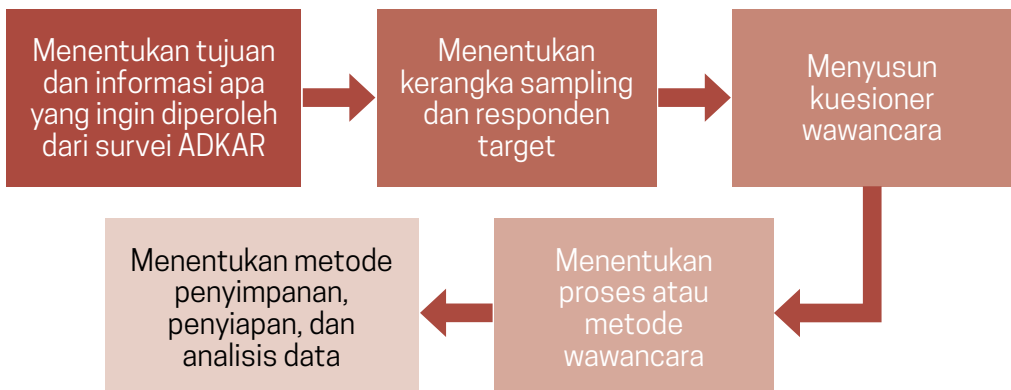 Menentukan tujuan
dan informasi apa
yang ingin diperoleh
dari survei ADKAR
Menentukan
kerangka sampling
dan responden
target
Menyusun
kuesioner
wawancara
Menentukan
proses atau
metode
wawancara
Menentukan metode
penyimpanan,
penyiapan, dan
analisis data